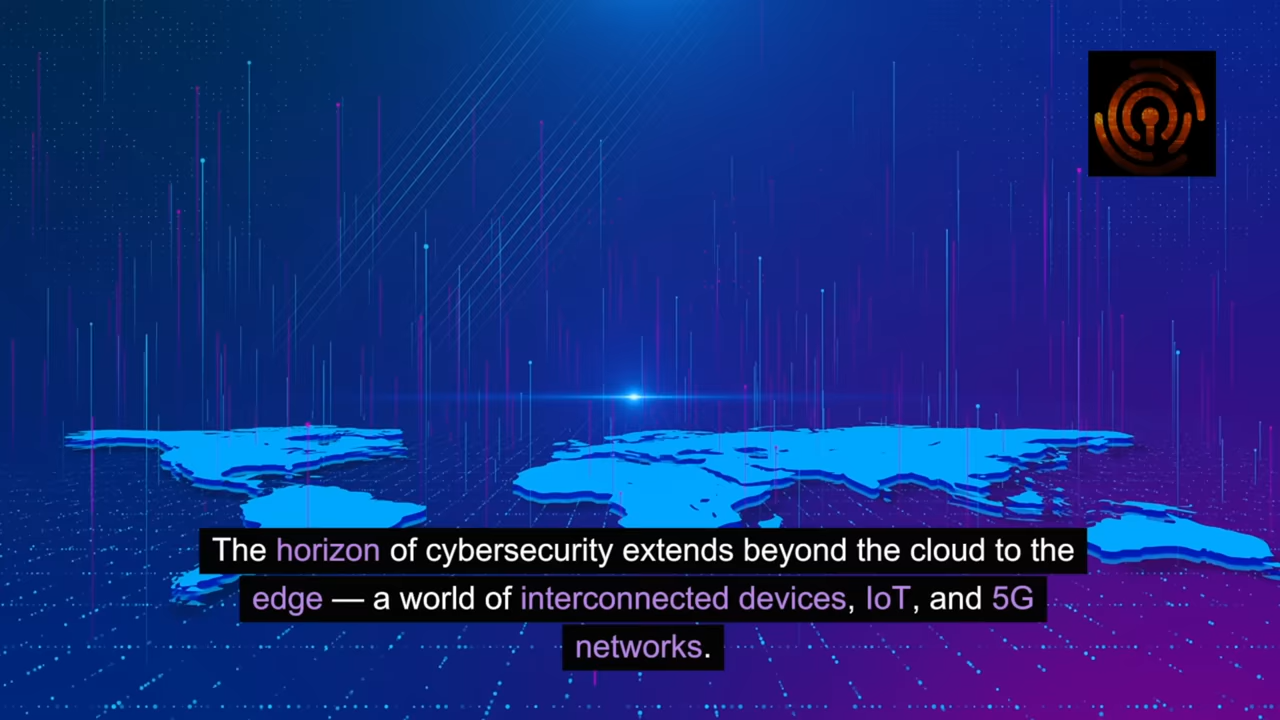 The horizon of cybersecurity extends beyond the cloud to the
edge — a world of interconnected devices, IoT, and 5G
networks.